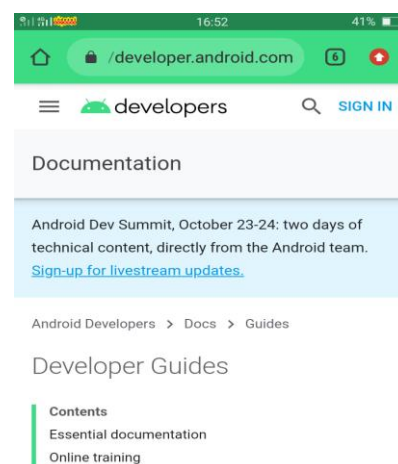 16:52
41%
/developer.android.com
6
developers
SIGN IN
Documentation
Android Dev Summit, October 23-24: two days of
technical content, directly from the Android team.
Sign-up for livestream updates.
Android Developers > Docs > Guides
Developer Guides
Contents
Essential documentation
Online training